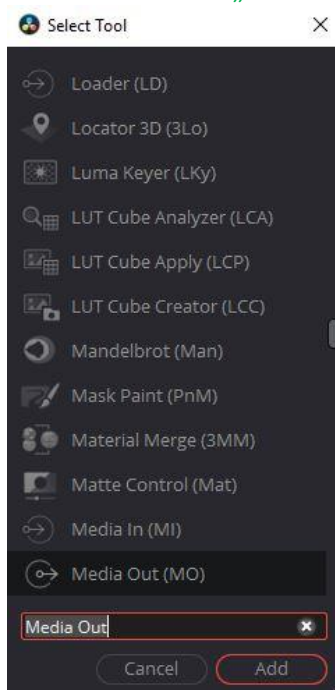 Select Tool
Loader (LD)
Locator 3D (3Lo)
Luma Keyer (LKy)
LUT Cube Analyzer (LCA)
LUT Cube Apply (LCP)
LUT Cube Creator (LCC)
Mandelbrot (Man)
Mask Paint (PnM)
Material Merge (3MM)
Matte Control (Mat)
Media In (MI)
Media Out (MO)
Media Out
Cancel Add